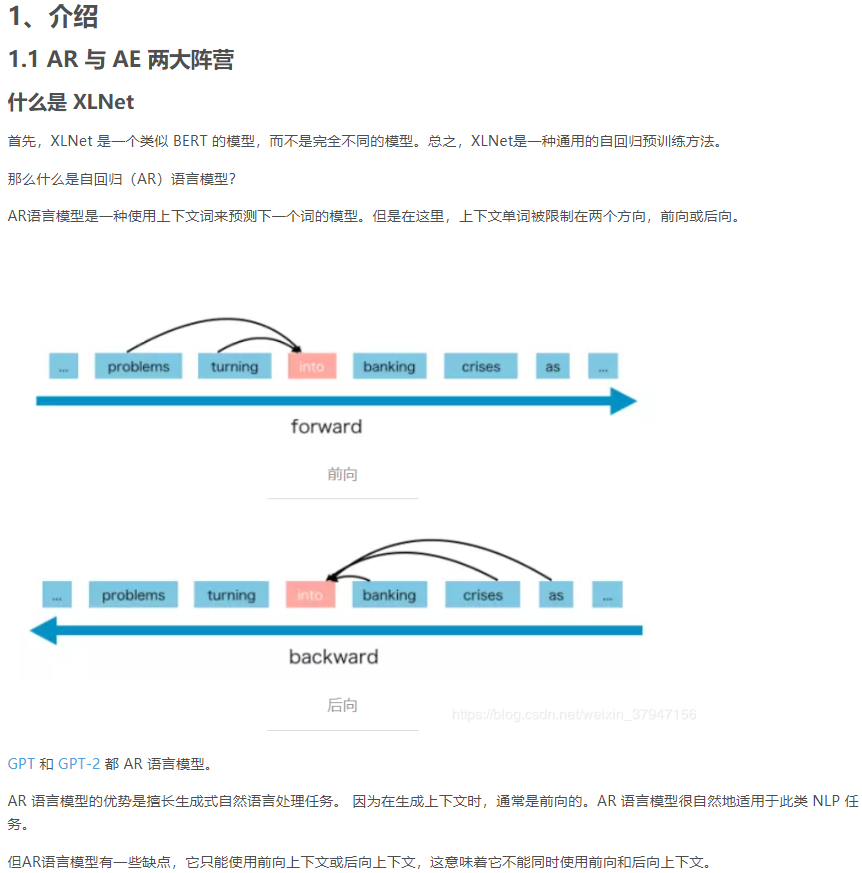 1、介绍
1.1 AR 与 AE 两大阵营
什么是 XLNet
首先，XLNet 是一个类似 BERT 的模型，而不是完全不同的模型。总之，XLNet是一种通用的自回归预训练方法。
那么什么是自回归（AR）语言模型？
AR语言模型是一种使用上下文词来预测下一个词的模型。但是在这里，上下文单词被限制在两个方向，前向或后向。
... problems turning into banking crises as ...
forward
前向
... problems turning into banking crises as ...
backward
后向
https://blog.csdn.net/weixin_37947156
GPT 和 GPT-2 都 AR 语言模型。
AR 语言模型的优势是擅长生成式自然语言处理任务。 因为在生成上下文时，通常是前向的。AR 语言模型很自然地适用于此类 NLP 任
务。
但AR语言模型有一些缺点，它只能使用前向上下文或后向上下文，这意味着它不能同时使用前向和后向上下文。